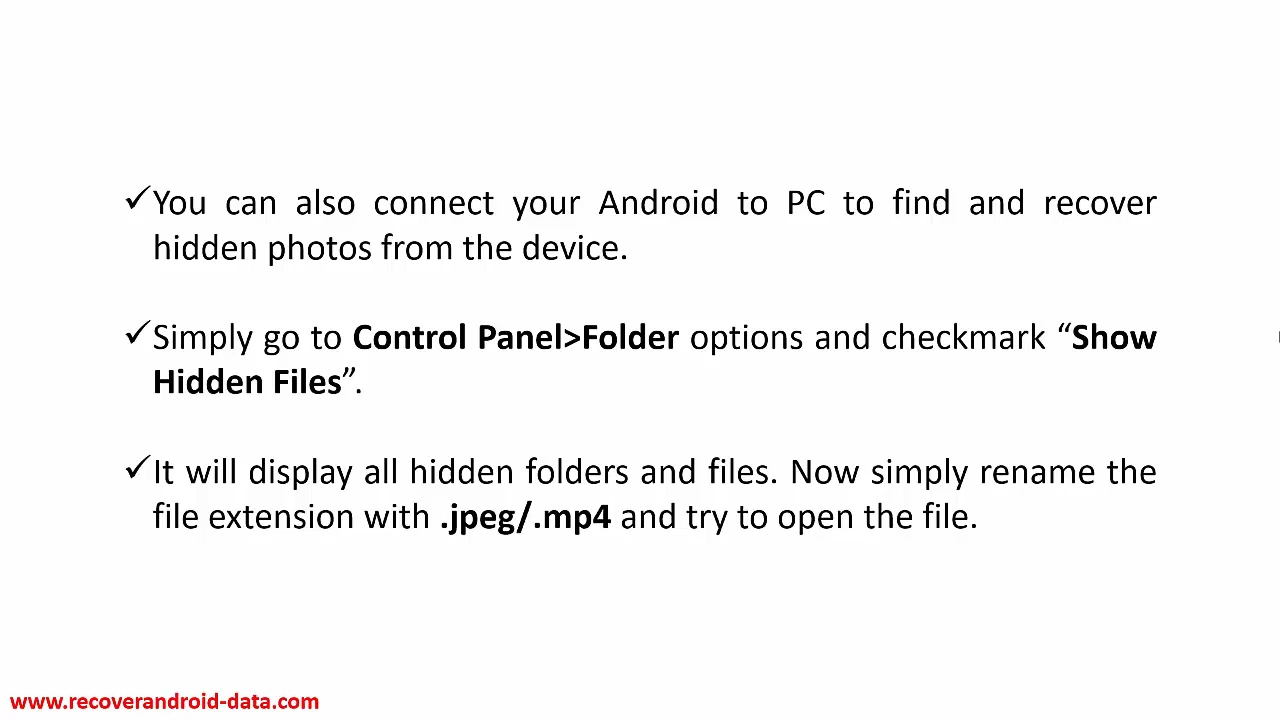 ✓You can also connect your Android to PC to find and recover
hidden photos from the device.
✓Simply go to Control Panel>Folder options and checkmark “Show
Hidden Files”.
✓It will display all hidden folders and files. Now simply rename the
file extension with .jpeg/.mp4 and try to open the file.
www.recoverandroid-data.com